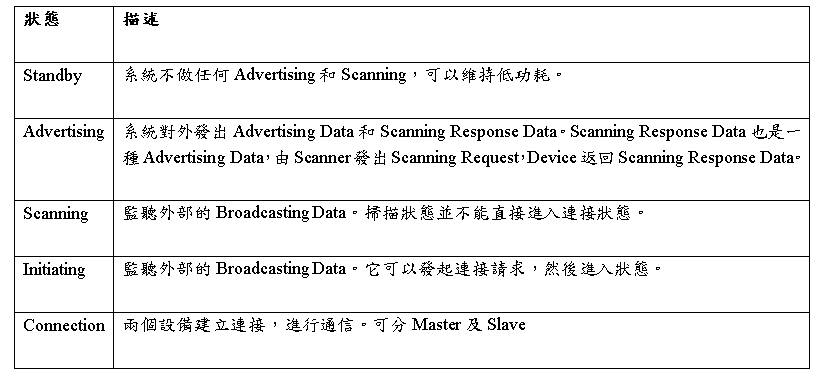 狀態 描述
Standby 系統不做任何 Advertising 和 Scanning，可以維持低功耗。
Advertising 系統對外發出 Advertising Data 和 Scanning Response Data。Scanning Response Data 也是一
種 Advertising Data，由 Scanner 發出 Scanning Request，Device 返回 Scanning Response Data。
Scanning 監聽外部的 Broadcasting Data。掃描狀態並不能直接進入連接狀態。
Initiating 監聽外部的 Broadcasting Data。它可以發起連接請求，然後進入狀態。
Connection 兩個設備建立連接，進行通信。可分 Master 及 Slave